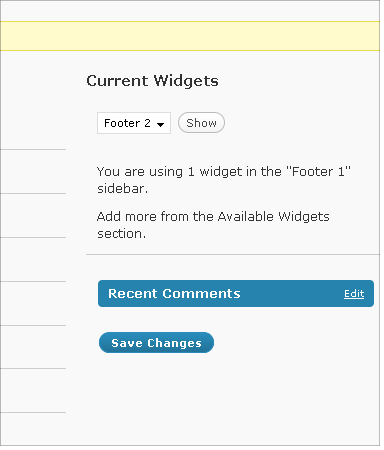 Current Widgets
Footer 2 Show
You are using 1 widget in the "Footer 1"
sidebar.
Add more from the Available Widgets
section.
Recent Comments Edit
Save Changes